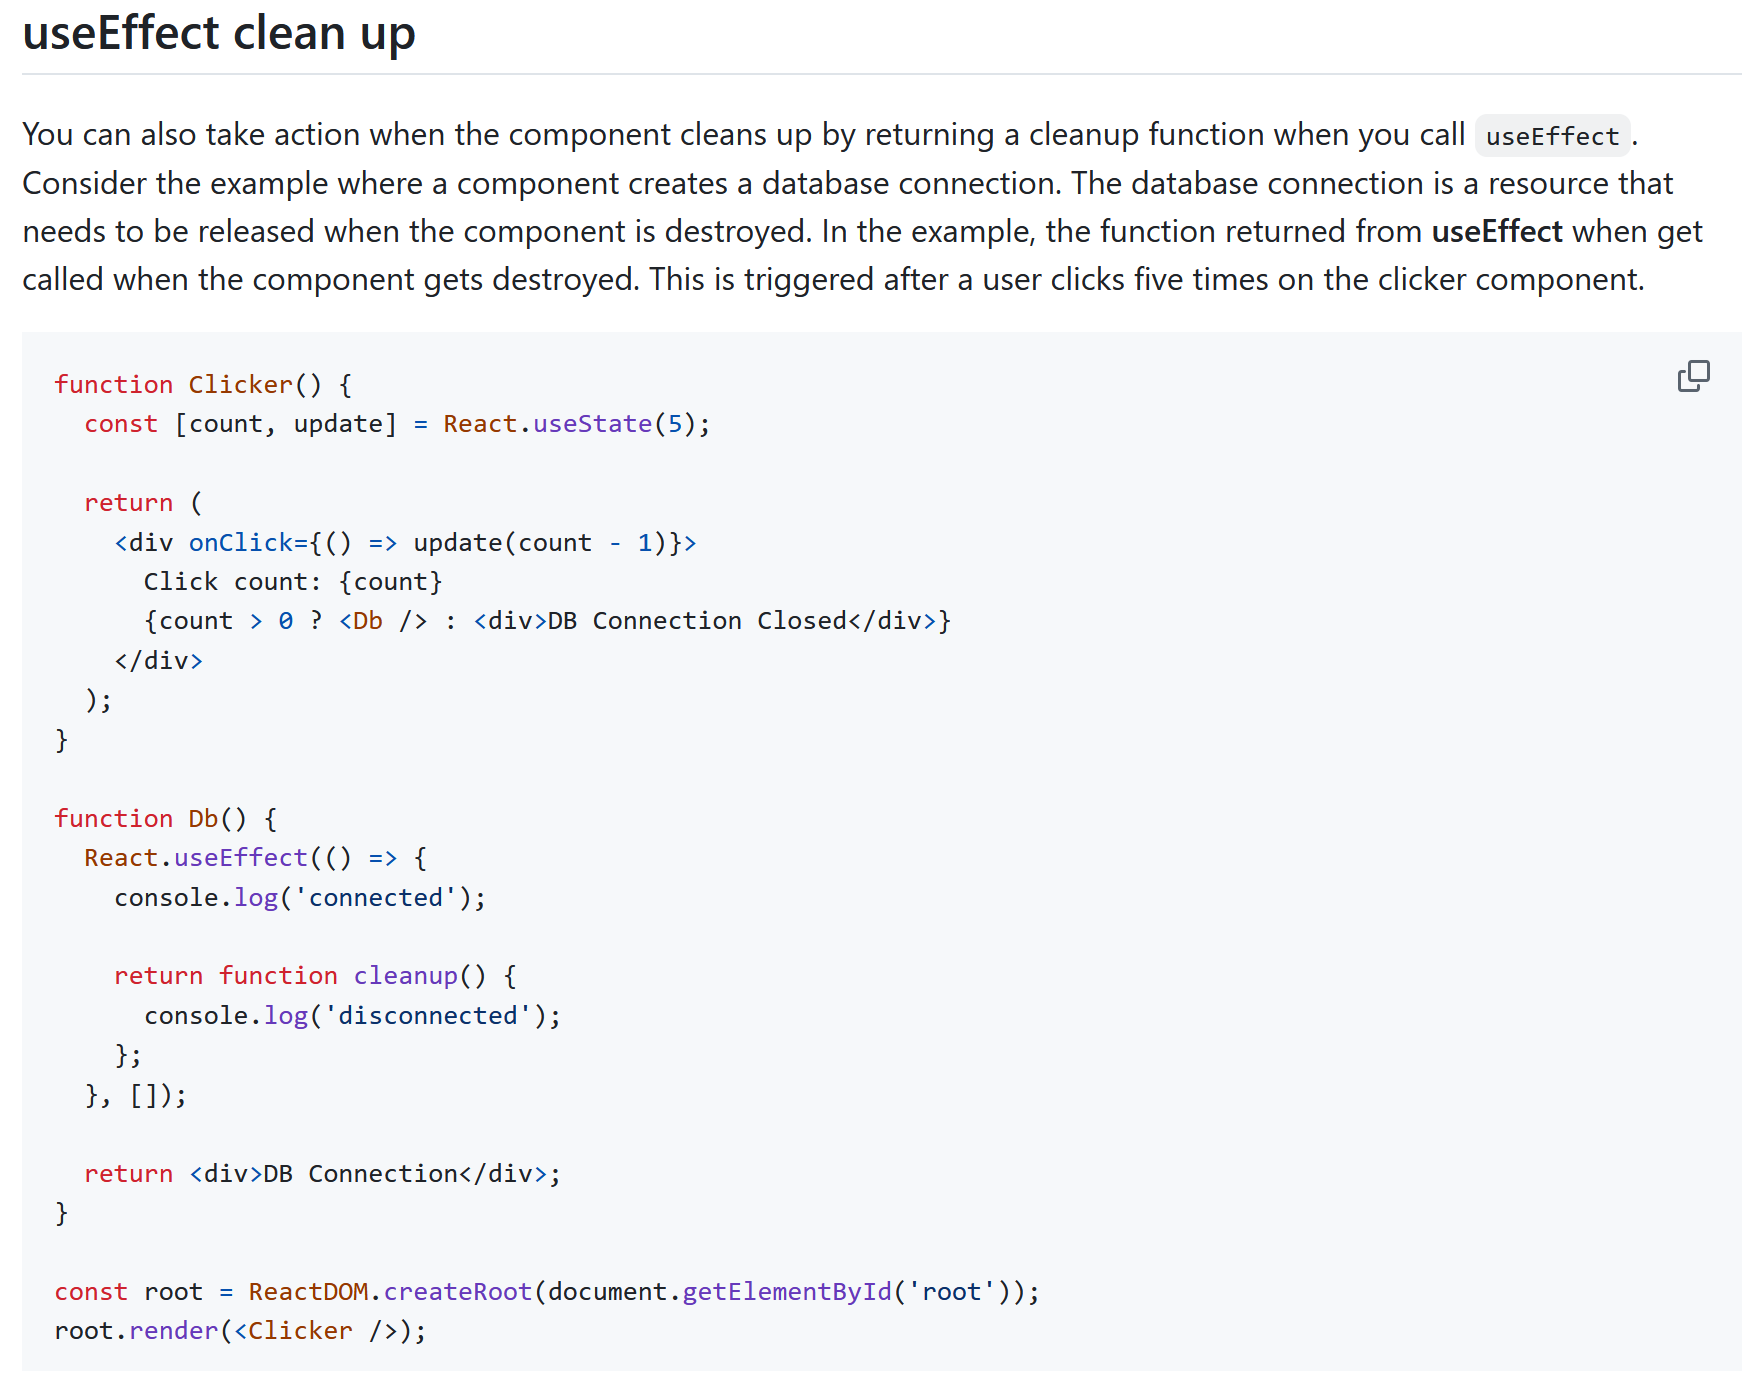 useEffect clean up
You can also take action when the component cleans up by returning a cleanup function when you call useEffect.
Consider the example where a component creates a database connection. The database connection is a resource that
needs to be released when the component is destroyed. In the example, the function returned from useEffect when get
called when the component gets destroyed. This is triggered after a user clicks five times on the clicker component.
function Clicker() {
  const [count, update] = React.useState(5);

  return (
    <div onClick={() => update(count - 1)}>
      Click count: {count}
      {count > 0 ? <Db /> : <div>DB Connection Closed</div>}
    </div>
  );
}

function Db() {
  React.useEffect(() => {
    console.log('connected');

    return function cleanup() {
      console.log('disconnected');
    };
  }, []);

  return <div>DB Connection</div>;
}

const root = ReactDOM.createRoot(document.getElementById('root'));
root.render(<Clicker />);